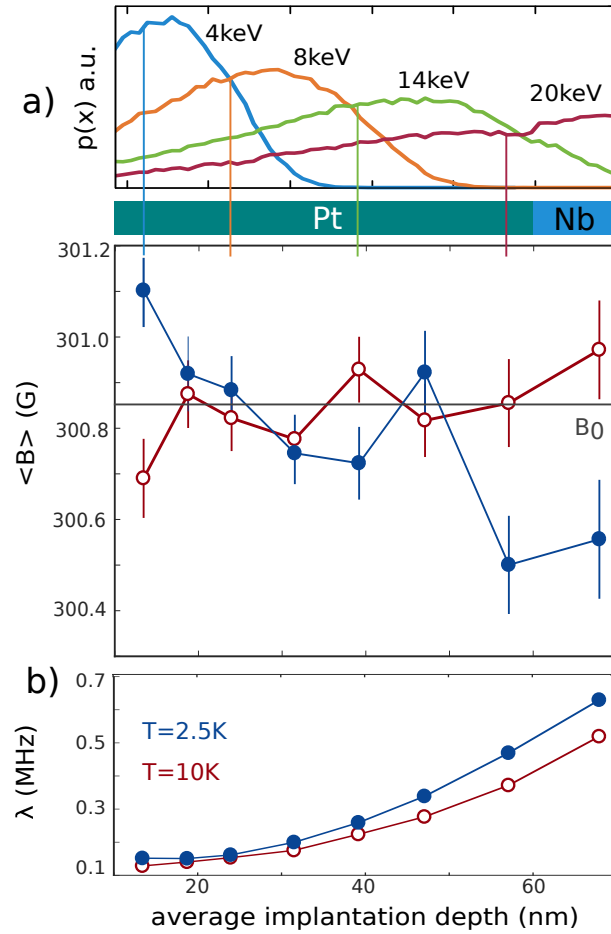 4keV
8keV
14keV
20keV
a)
p(x) a.u.
Pt
Nb
301.2
301.0
300.8
300.6
300.4
<B> (G)
B0
b)
0.7
0.5
0.3
0.1
λ (MHz)
T=2.5K
T=10K
20
40
60
average implantation depth (nm)